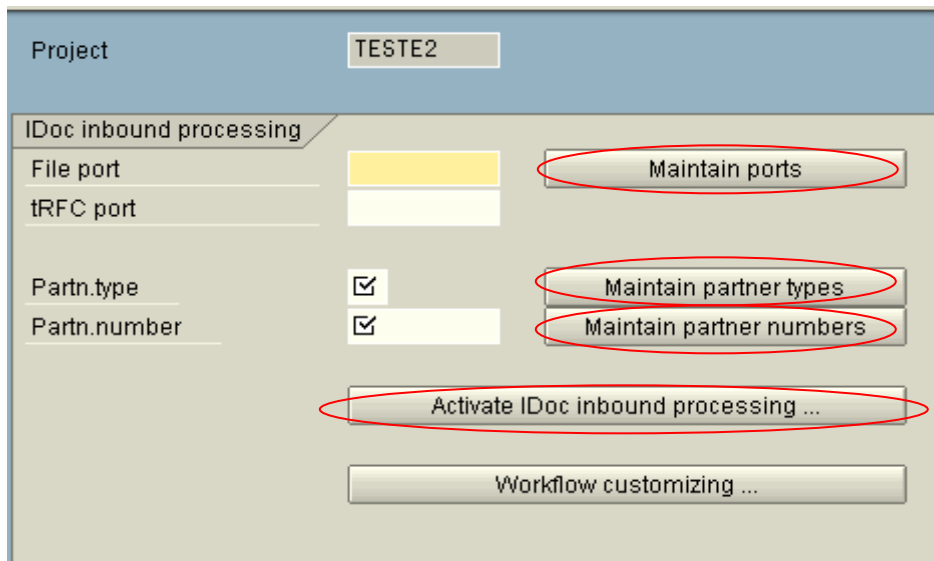 Project TESTE2
IDoc inbound processing
File port Maintain ports
tRFC port
Partn.type Maintain partner types
Partn.number Maintain partner numbers
Activate IDoc inbound processing ...
Workflow customizing ...